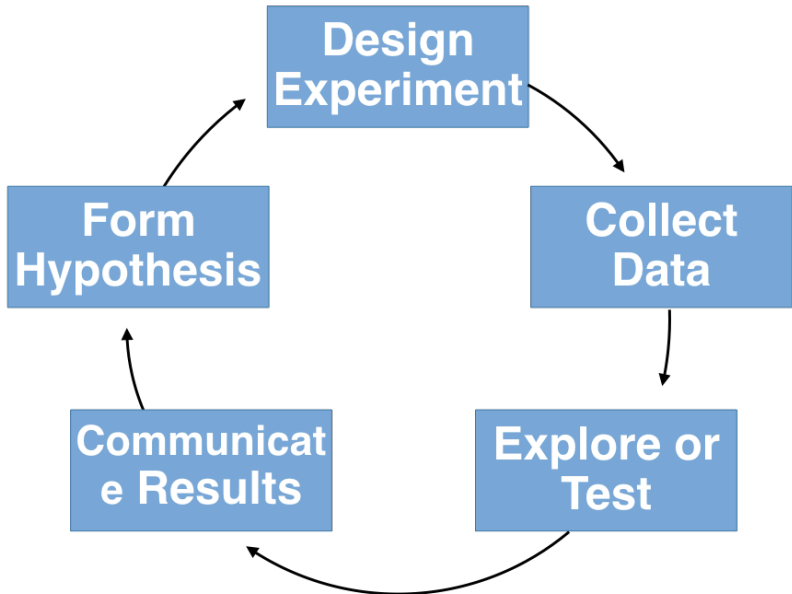 Design
Experiment
Form
Hypothesis
Collect
Data
Communicat
e Results
Explore or
Test